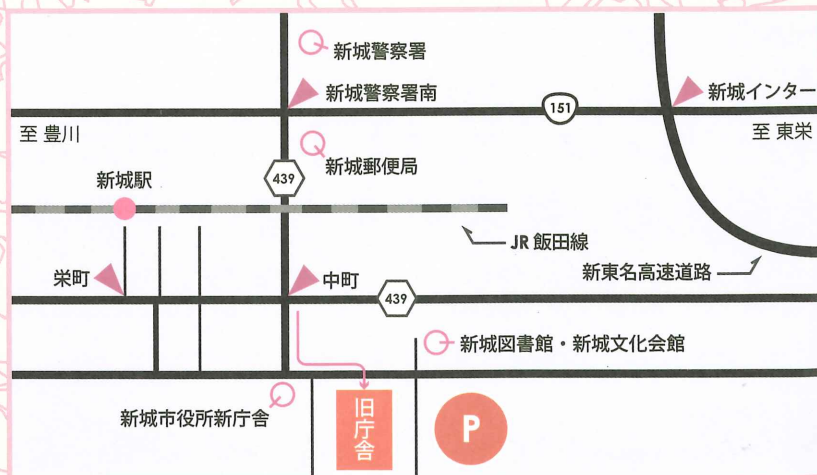 新城警察署
新城警察署南
新城インター
151
至 豊川
至 東栄
新城郵便局
439
新城駅
JR 飯田線
新東名高速道路
栄町
中町
439
新城図書館・新城文化会館
新城市役所新庁舎
旧庁舎
P